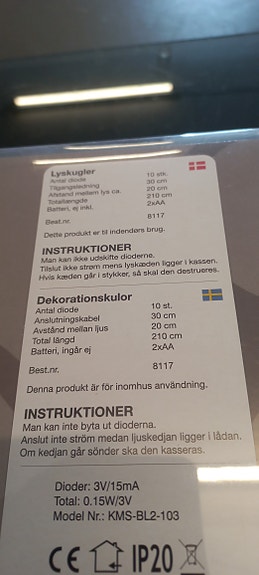 Lyskugler
Antal diode 10 stk.
Tilgangsledning 30 cm
Afstand mellem lys ca. 20 cm
Totallængde 210 cm
Batteri, ej inkl. 2xAA
Best.nr. 8117
Dette produkt er til indendørs brug.
INSTRUKTIONER
Man kan ikke udskifte dioderne.
Tilslut ikke strøm mens lyskæden ligger i kassen.
Hvis kæden går i stykker, så skal den destrueres.
Dekorationskulor
Antal diode 10 st.
Anslutningskabel 30 cm
Avstånd mellan ljus 20 cm
Total längd 210 cm
Batteri, ingår ej 2xAA
Best.nr. 8117
Denna produkt är för inomhus användning.
INSTRUKTIONER
Man kan inte byta ut dioderna.
Anslut inte ström medan ljuskedjan ligger i lådan.
Om kedjan går sönder ska den kasseras.
Dioder: 3V/15mA
Total: 0.15W/3V
Model Nr.: KMS-BL2-103
CE IP20